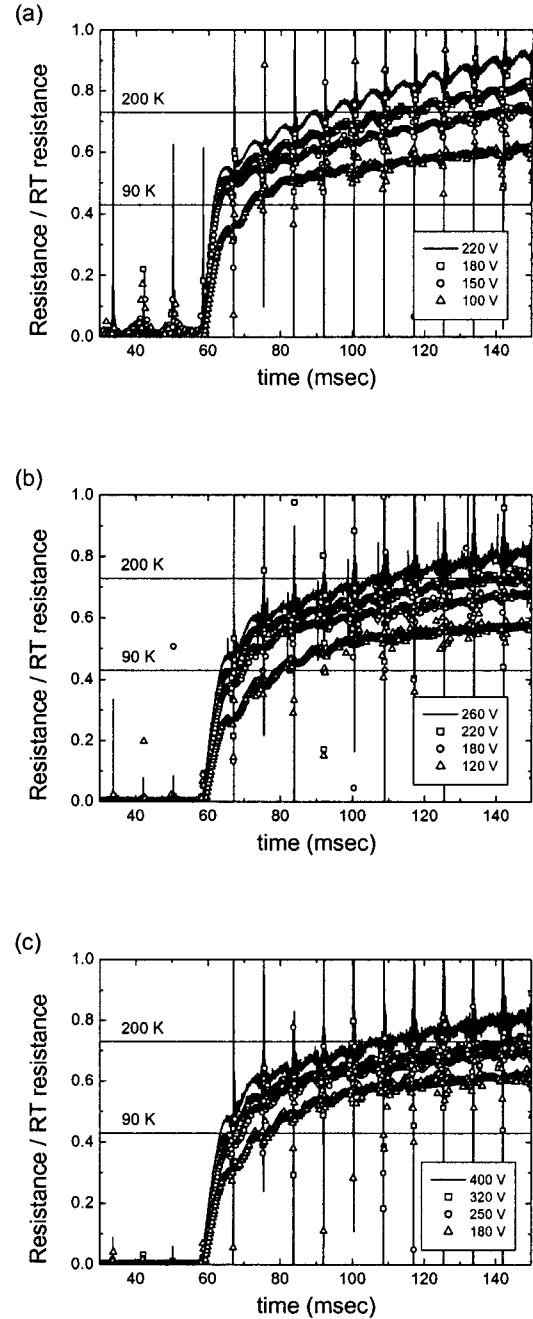 (a)
1.0
0.8
0.6
0.4
0.2
0.0
Resistance / RT resistance
200 K
90 K
220 V
180 V
150 V
100 V
40 60 80 100 120 140
time (msec)
(b)
1.0
0.8
0.6
0.4
0.2
0.0
Resistance / RT resistance
200 K
90 K
260 V
220 V
180 V
120 V
40 60 80 100 120 140
time (msec)
(c)
1.0
0.8
0.6
0.4
0.2
0.0
Resistance / RT resistance
200 K
90 K
400 V
320 V
250 V
180 V
40 60 80 100 120 140
time (msec)